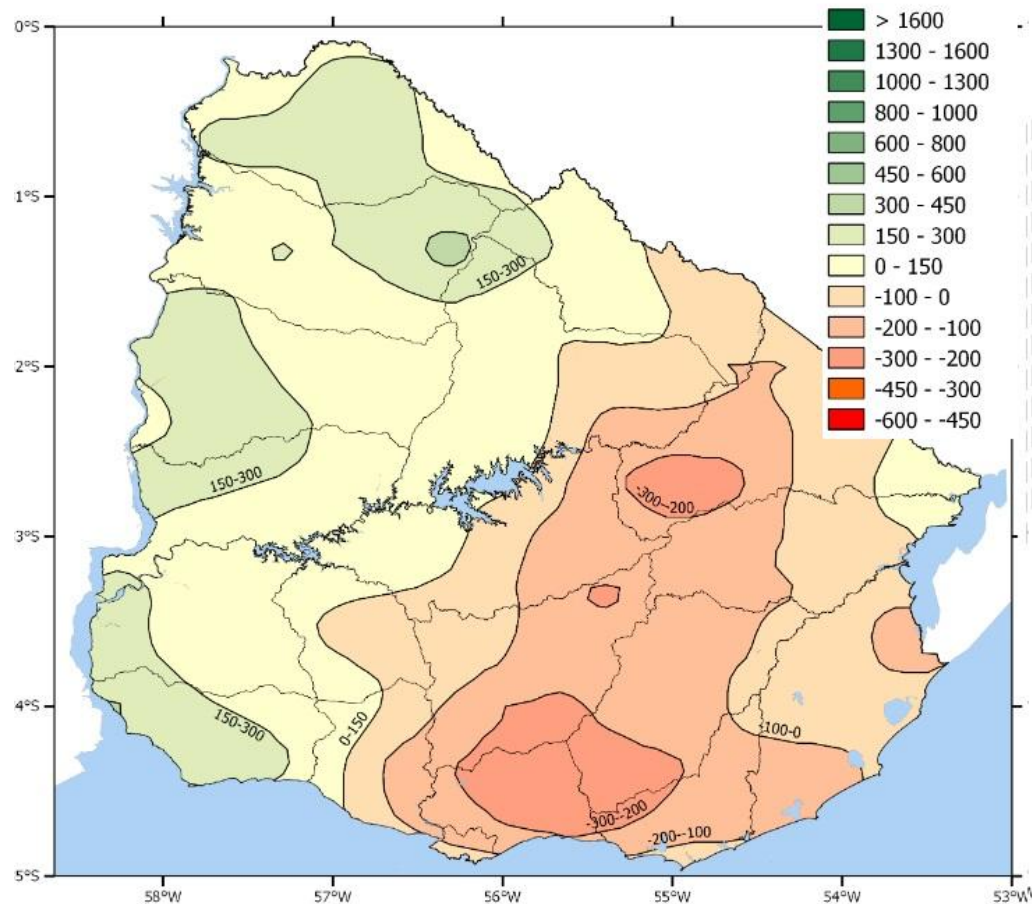 0°S
1°S
2°S
3°S
4°S
5°S
58°W
57°W
56°W
55°W
54°W
53°W
> 1600
1300 - 1600
1000 - 1300
800 - 1000
600 - 800
450 - 600
300 - 450
150 - 300
0 - 150
-100 - 0
-200 - -100
-300 - -200
-450 - -300
-600 - -450
150-300
150-300
-300--200
150-300
0-150
-100-0
-300--200
-200--100